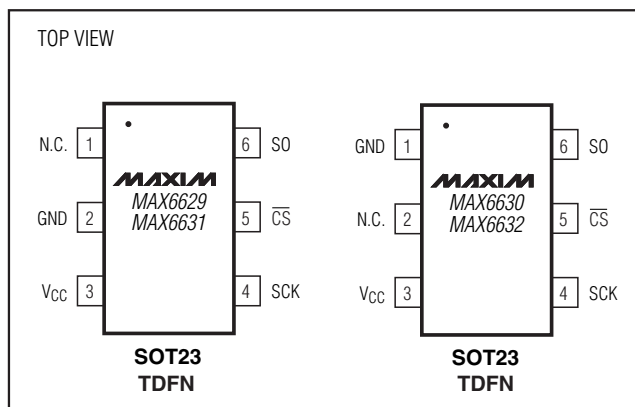 TOP VIEW
N.C. 1
6 SO
MAXIM
MAX6629
MAX6631
GND 2
5 CS
VCC 3
4 SCK
SOT23
TDFN
GND 1
6 SO
MAXIM
MAX6630
MAX6632
N.C. 2
5 CS
VCC 3
4 SCK
SOT23
TDFN